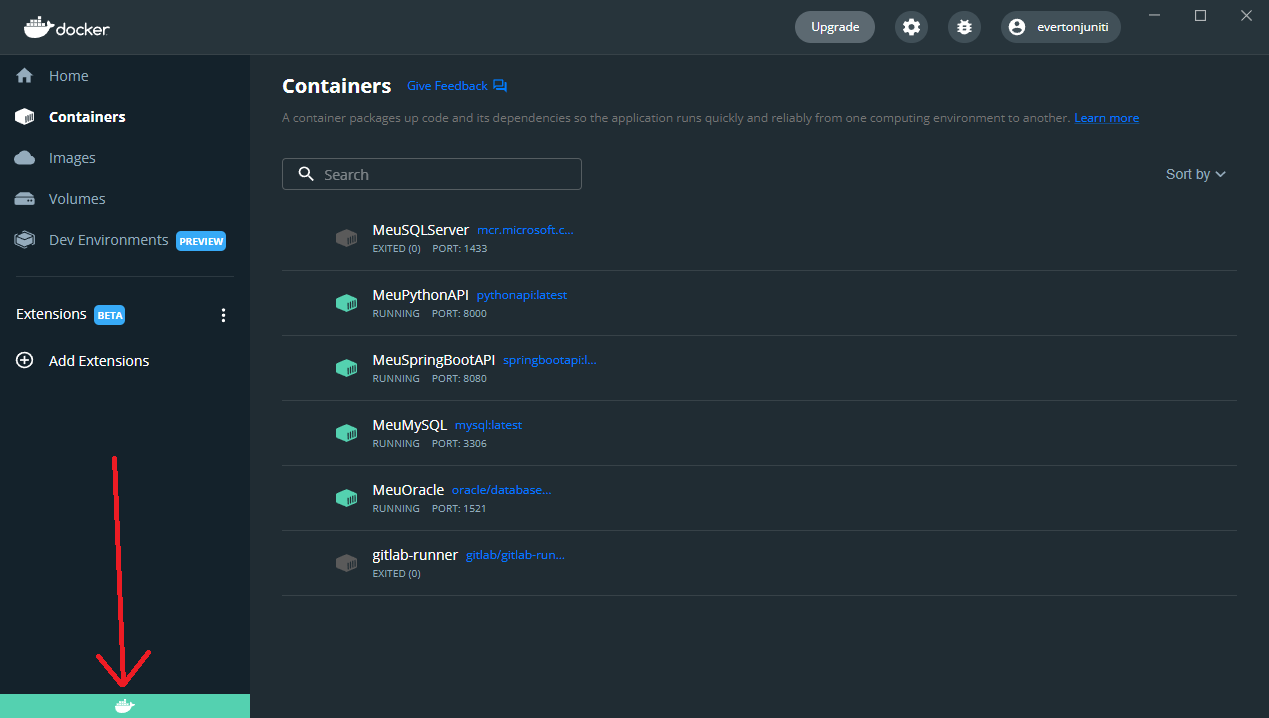 docker
Upgrade
evertonjuniti
Home
Containers
Images
Volumes
Dev Environments PREVIEW
Extensions BETA
Add Extensions
Containers Give Feedback
A container packages up code and its dependencies so the application runs quickly and reliably from one computing environment to another. Learn more
Search
Sort by
MeuSQLServer mcr.microsoft.c...
EXITED (0) PORT: 1433
MeuPythonAPI pythonapi:latest
RUNNING PORT: 8000
MeuSpringBootAPI springbootapi:l...
RUNNING PORT: 8080
MeuMySQL mysql:latest
RUNNING PORT: 3306
MeuOracle oracle/database...
RUNNING PORT: 1521
gitlab-runner gitlab/gitlab-run...
EXITED (0)